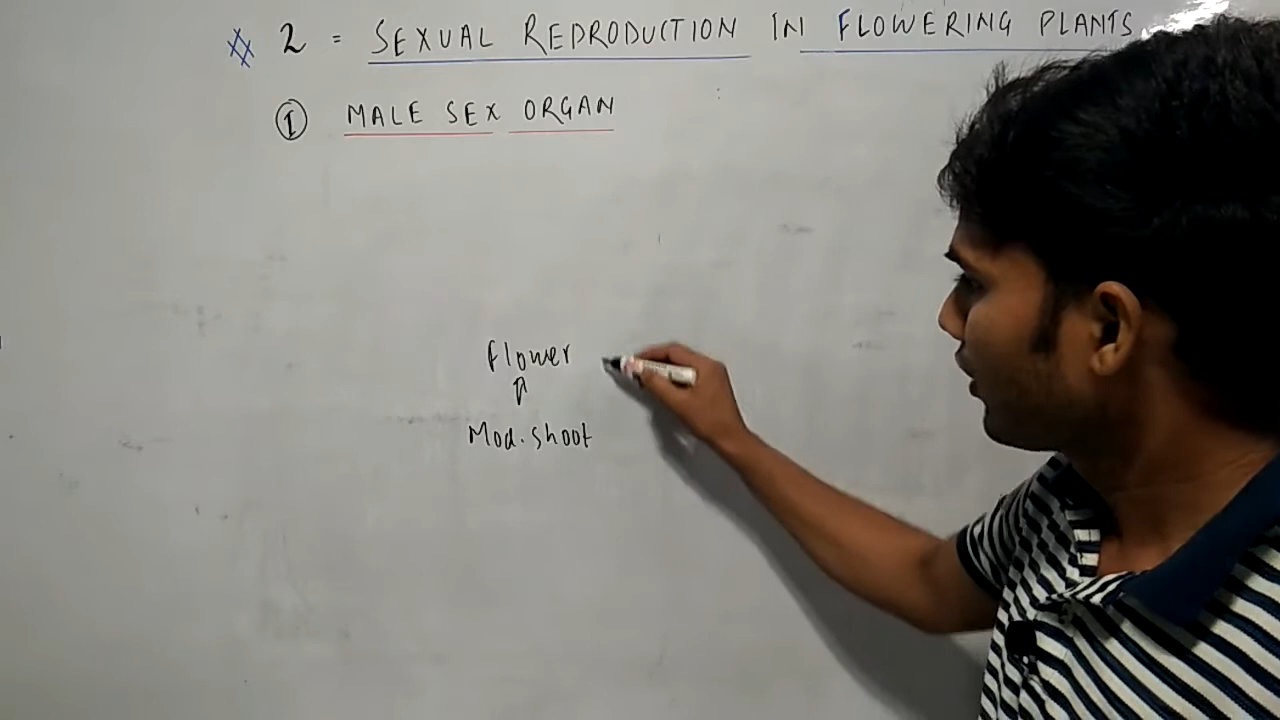 2 = SEXUAL REPRODUCTION IN FLOWERING PLANTS
① MALE SEX ORGAN
flower
Mod. shoot